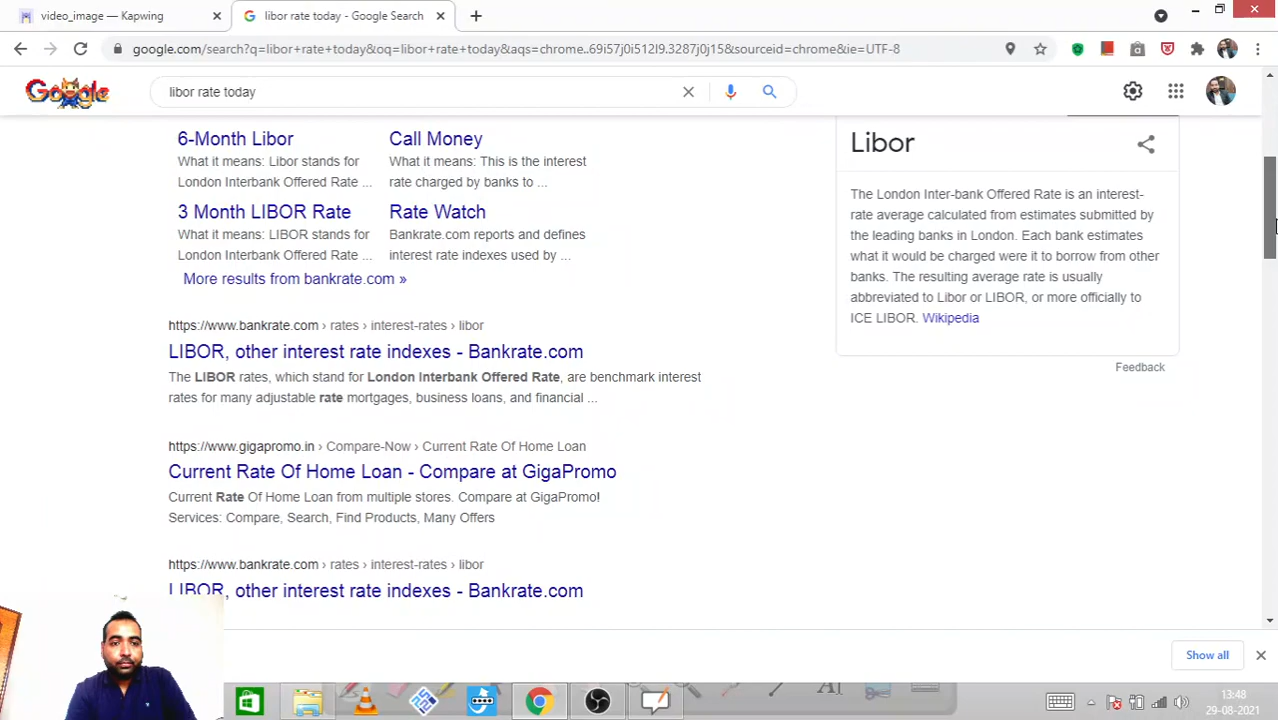 video_image — Kapwing
libor rate today - Google Search
google.com/search?q=libor+rate+today&oq=libor+rate+today&aqs=chrome..69i57j0i512l9.3287j0j15&sourceid=chrome&ie=UTF-8
Google
libor rate today
6-Month Libor
What it means: Libor stands for
London Interbank Offered Rate ...
Call Money
What it means: This is the interest
rate charged by banks to ...
3 Month LIBOR Rate
What it means: LIBOR stands for
London Interbank Offered Rate ...
Rate Watch
Bankrate.com reports and defines
interest rate indexes used by ...
More results from bankrate.com »
https://www.bankrate.com › rates › interest-rates › libor
LIBOR, other interest rate indexes - Bankrate.com
The LIBOR rates, which stand for London Interbank Offered Rate, are benchmark interest
rates for many adjustable rate mortgages, business loans, and financial ...
https://www.gigapromo.in › Compare-Now › Current Rate Of Home Loan
Current Rate Of Home Loan - Compare at GigaPromo
Current Rate Of Home Loan from multiple stores. Compare at GigaPromo!
Services: Compare, Search, Find Products, Many Offers
https://www.bankrate.com › rates › interest-rates › libor
LIBOR, other interest rate indexes - Bankrate.com
Libor
The London Inter-bank Offered Rate is an interest-
rate average calculated from estimates submitted by
the leading banks in London. Each bank estimates
what it would be charged were it to borrow from other
banks. The resulting average rate is usually
abbreviated to Libor or LIBOR, or more officially to
ICE LIBOR. Wikipedia
Feedback
Show all
13:48
29-08-2021